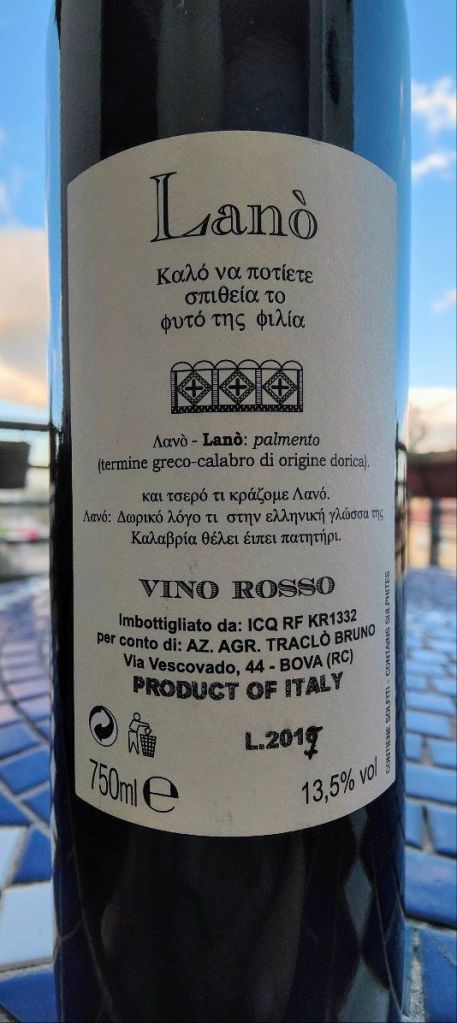 Lanò
Καλό να ποτίετε
σπιθεία το
φυτό της φιλία
Λανò - Lanò: palmento
(termine greco-calabro di origine dorica).
και τσερό τι κράζομε Λανό.
Λανό: Δωρικό λόγο τι στην ελληνική γλώσσα της
Καλαβρία θέλει έιπει πατητήρι.
VINO ROSSO
Imbottigliato da: ICQ RF KR1332
per conto di: AZ. AGR. TRACLÒ BRUNO
Via Vescovado, 44 - BOVA (RC)
PRODUCT OF ITALY
L.2017
750ml e
13,5% vol
CONTIENE SOLFITI - CONTAINS SULPHITES